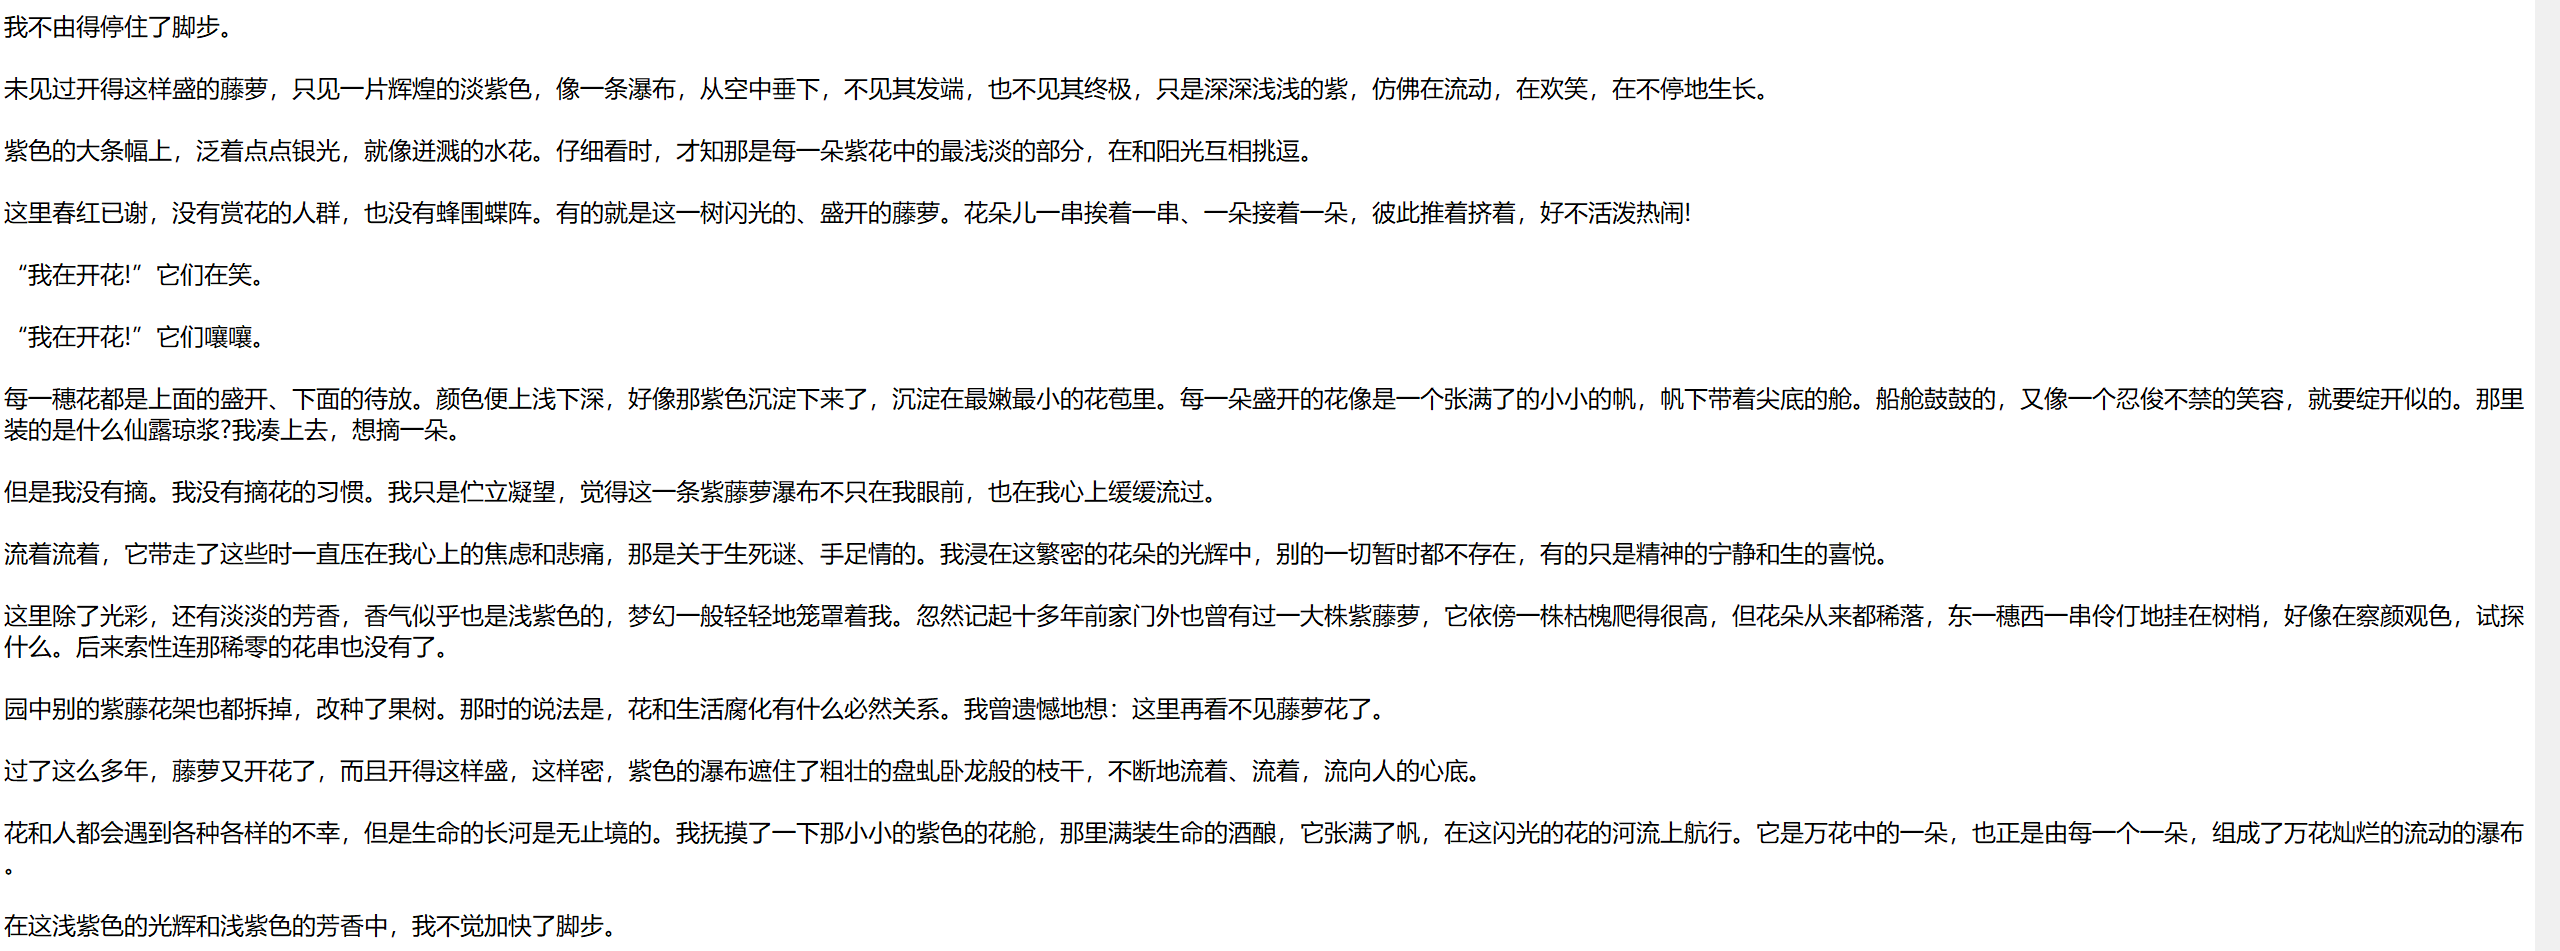 我不由得停住了脚步。
未见过开得这样盛的藤萝，只见一片辉煌的淡紫色，像一条瀑布，从空中垂下，不见其发端，也不见其终极，只是深深浅浅的紫，仿佛在流动，在欢笑，在不停地生长。
紫色的大条幅上，泛着点点银光，就像迸溅的水花。仔细看时，才知那是每一朵紫花中的最浅淡的部分，在和阳光互相挑逗。
这里春红已谢，没有赏花的人群，也没有蜂围蝶阵。有的就是这一树闪光的、盛开的藤萝。花朵儿一串挨着一串、一朵接着一朵，彼此推着挤着，好不活泼热闹!
“我在开花!”它们在笑。
“我在开花!”它们嚷嚷。
每一穗花都是上面的盛开、下面的待放。颜色便上浅下深，好像那紫色沉淀下来了，沉淀在最嫩最小的花苞里。每一朵盛开的花像是一个张满了的小小的帆，帆下带着尖底的舱。船舱鼓鼓的，又像一个忍俊不禁的笑容，就要绽开似的。那里
装的是什么仙露琼浆?我凑上去，想摘一朵。
但是我没有摘。我没有摘花的习惯。我只是伫立凝望，觉得这一条紫藤萝瀑布不只在我眼前，也在我心上缓缓流过。
流着流着，它带走了这些时一直压在我心上的焦虑和悲痛，那是关于生死谜、手足情的。我浸在这繁密的花朵的光辉中，别的一切暂时都不存在，有的只是精神的宁静和生的喜悦。
这里除了光彩，还有淡淡的芳香，香气似乎也是浅紫色的，梦幻一般轻轻地笼罩着我。忽然记起十多年前家门外也曾有过一大株紫藤萝，它依傍一株枯槐爬得很高，但花朵从来都稀落，东一穗西一串伶仃地挂在树梢，好像在察颜观色，试探
什么。后来索性连那稀零的花串也没有了。
园中别的紫藤花架也都拆掉，改种了果树。那时的说法是，花和生活腐化有什么必然关系。我曾遗憾地想：这里再看不见藤萝花了。
过了这么多年，藤萝又开花了，而且开得这样盛，这样密，紫色的瀑布遮住了粗壮的盘虬卧龙般的枝干，不断地流着、流着，流向人的心底。
花和人都会遇到各种各样的不幸，但是生命的长河是无止境的。我抚摸了一下那小小的紫色的花舱，那里满装生命的酒酿，它张满了帆，在这闪光的花的河流上航行。它是万花中的一朵，也正是由每一个一朵，组成了万花灿烂的流动的瀑布
。
在这浅紫色的光辉和浅紫色的芳香中，我不觉加快了脚步。